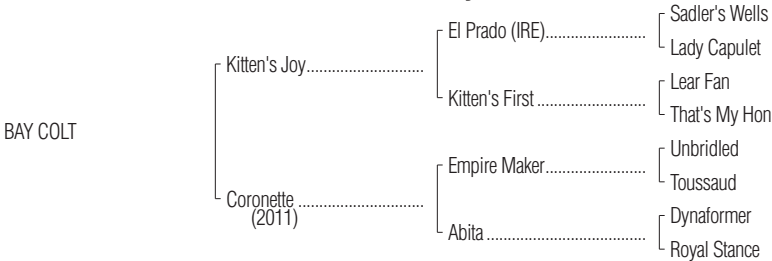 Sadler's Wells
El Prado (IRE)........................
Lady Capulet
Kitten's Joy............................
Lear Fan
Kitten's First ..........................
That's My Hon
BAY COLT
Unbridled
Empire Maker........................
Toussaud
Coronette ..............................
(2011)
Dynaformer
Abita ......................................
Royal Stance